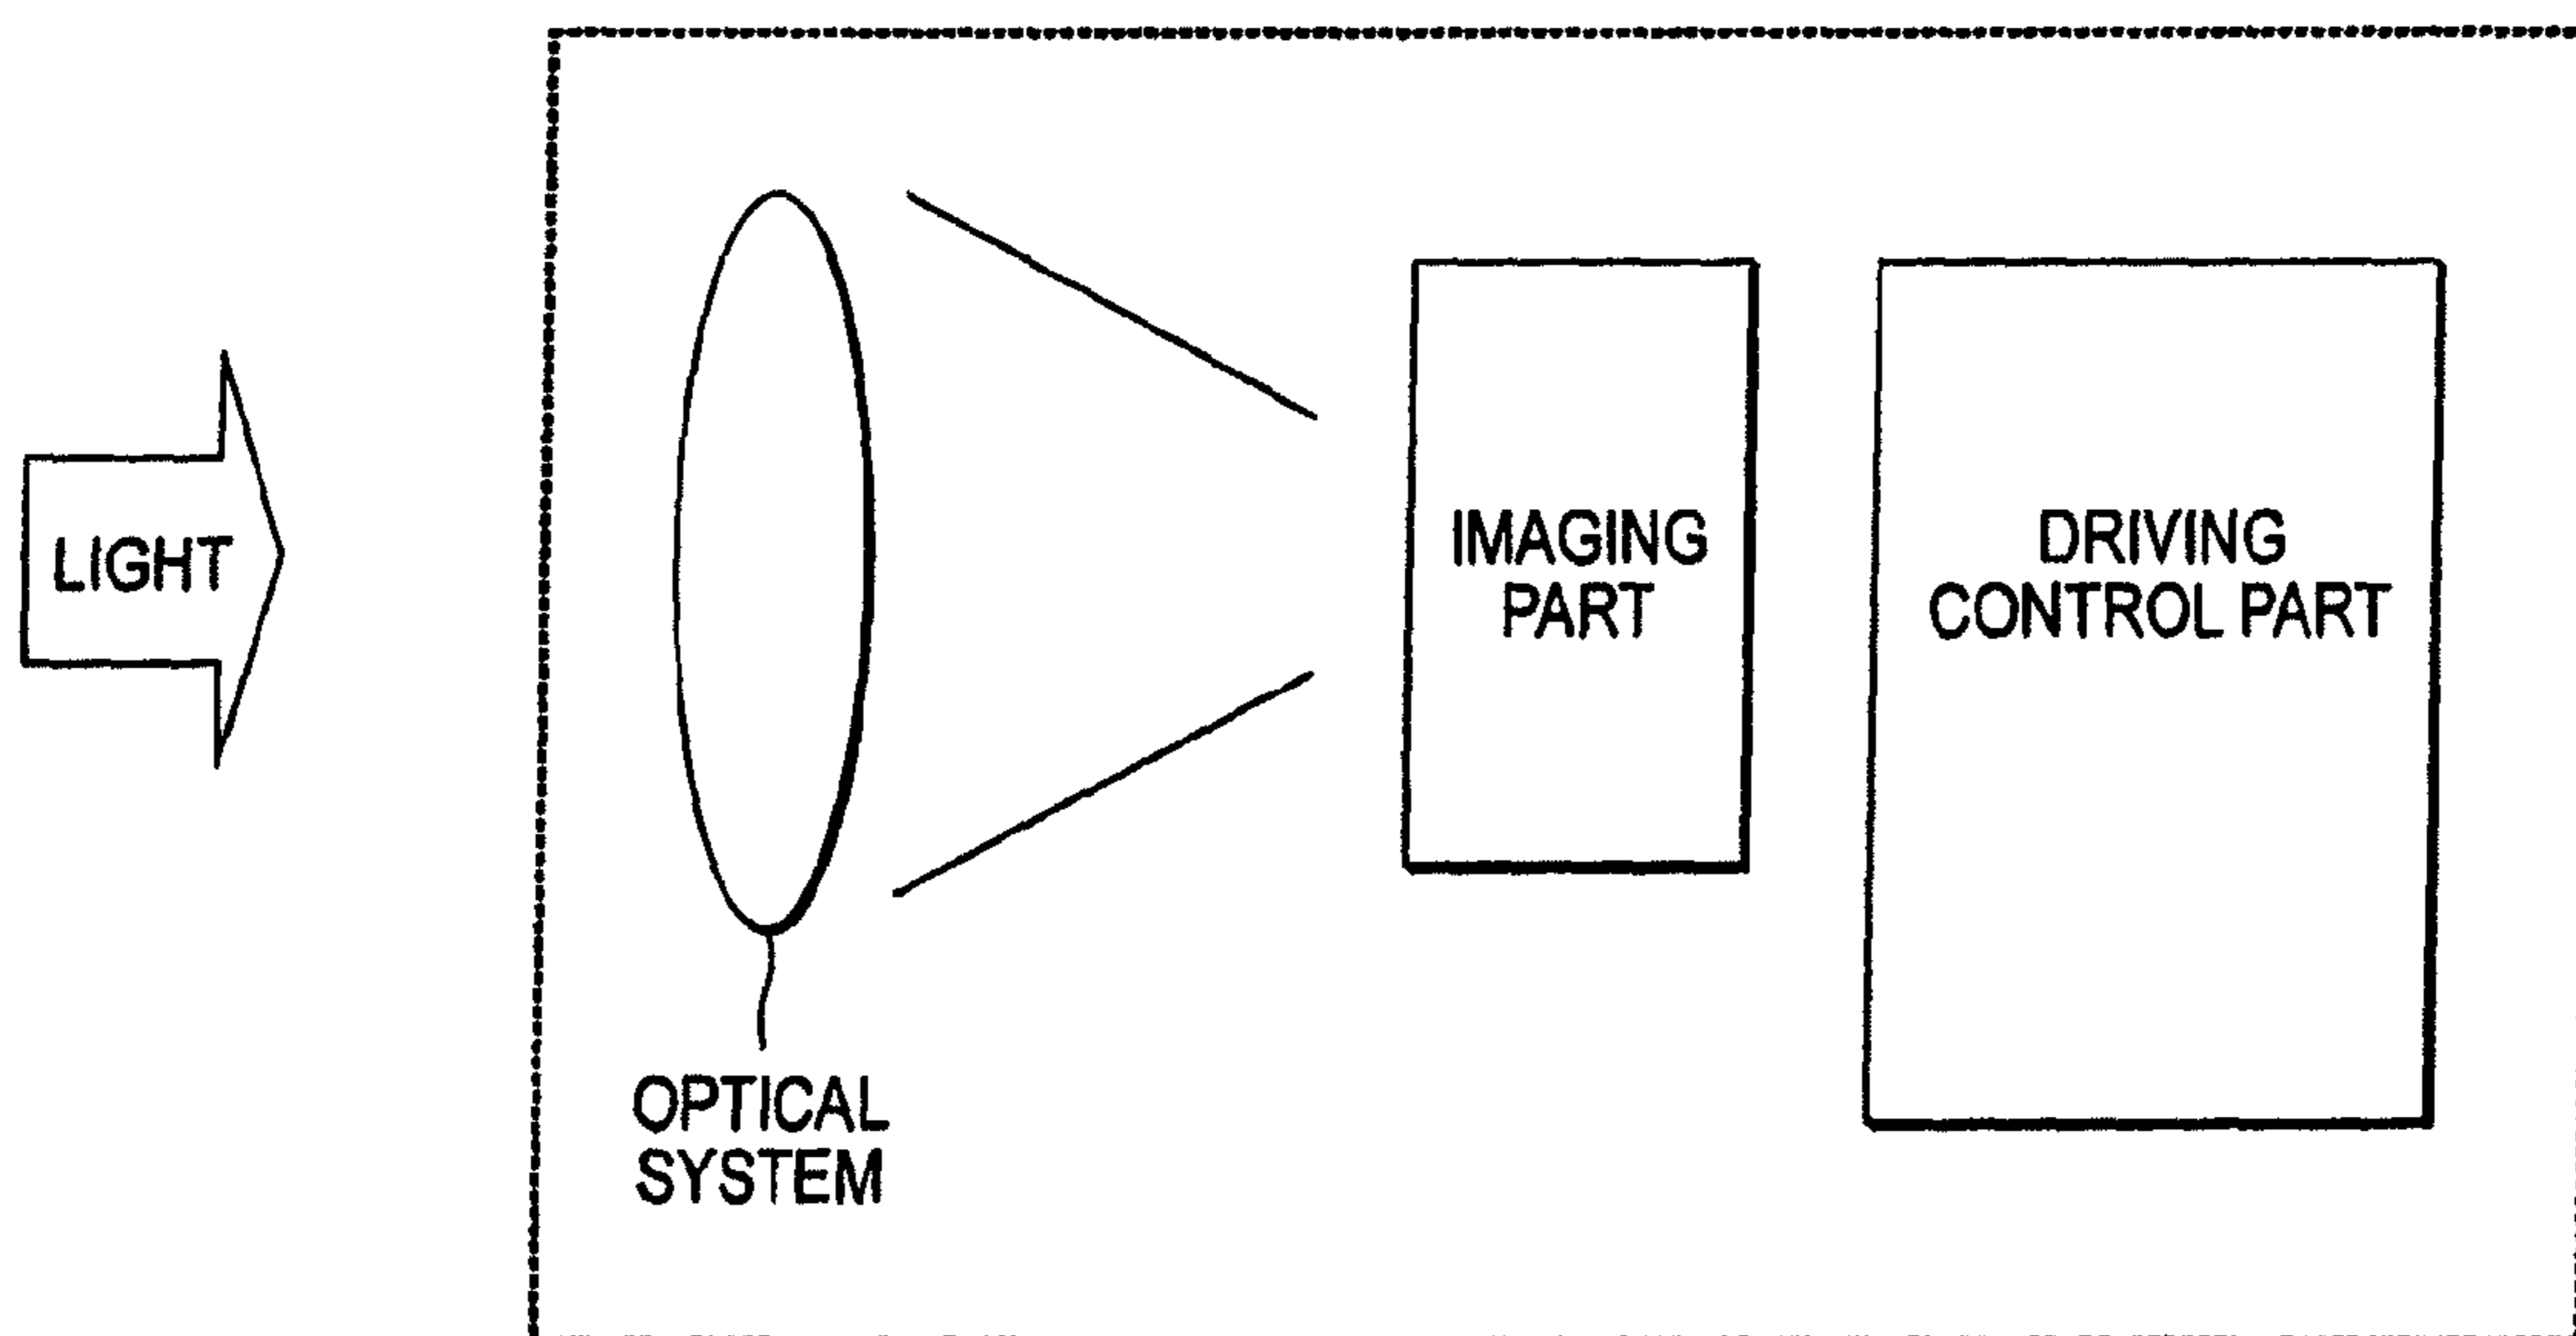 LIGHT
IMAGING
PART
DRIVING
CONTROL PART
OPTICAL
SYSTEM